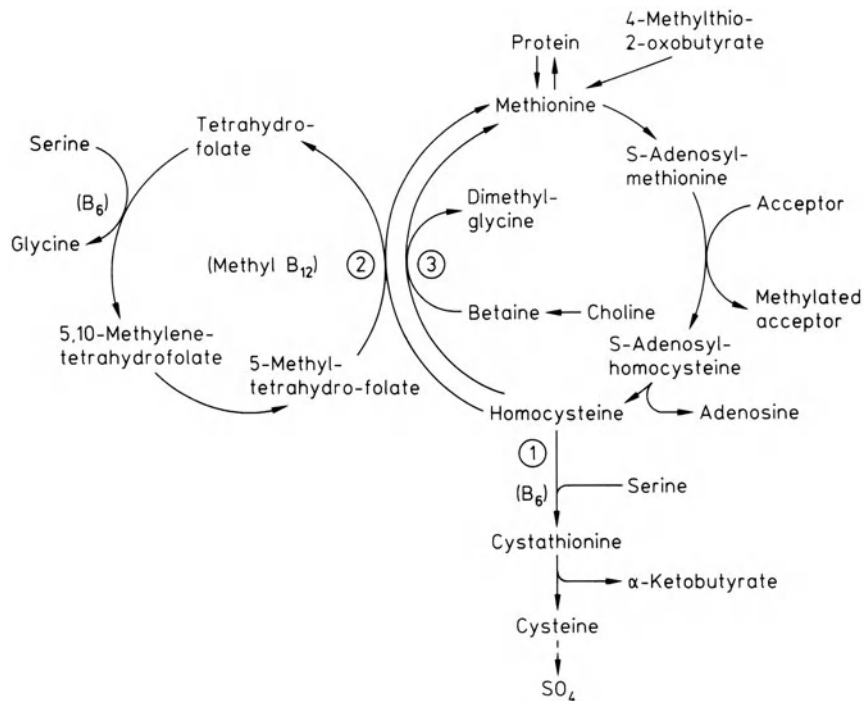 4-Methylthio-
2-oxobutyrate
Protein
Methionine
Tetrahydro-
folate
Serine
(B6)
Glycine
S-Adenosyl-
methionine
Dimethyl-
glycine
Acceptor
(Methyl B12)
2
3
Methylated
acceptor
Betaine
Choline
5,10-Methylene-
tetrahydrofolate
5-Methyl-
tetrahydro-folate
S-Adenosyl-
homocysteine
Homocysteine
Adenosine
1
(B6)
Serine
Cystathionine
α-Ketobutyrate
Cysteine
SO4